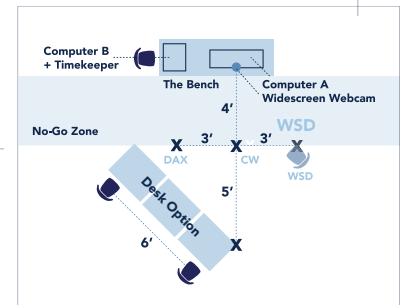 Computer B
+ Timekeeper
The Bench
Computer A
Widescreen Webcam
4’
WSD
No-Go Zone
3’
3’
X
X
X
DAX
CW
WSD
5’
Desk Option
6’
X